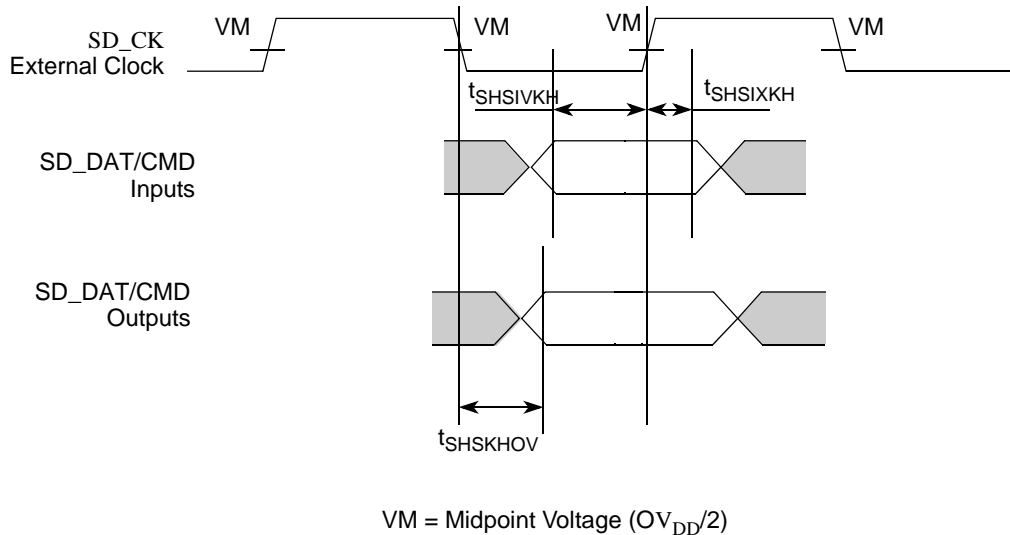 VM VM VM VM
SD_CK
External Clock
tSHSIVKH tSHSIXKH
SD_DAT/CMD
Inputs
SD_DAT/CMD
Outputs
tSHSKHOV
VM = Midpoint Voltage (OVDD/2)